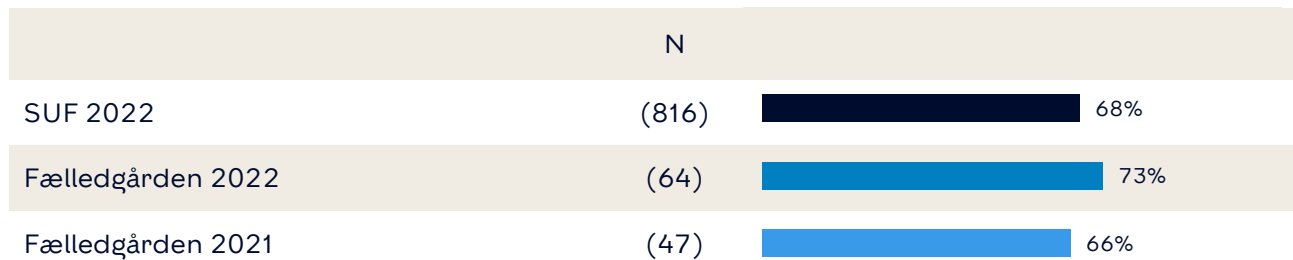 N
SUF 2022 (816) 68%
Fælledgården 2022 (64) 73%
Fælledgården 2021 (47) 66%